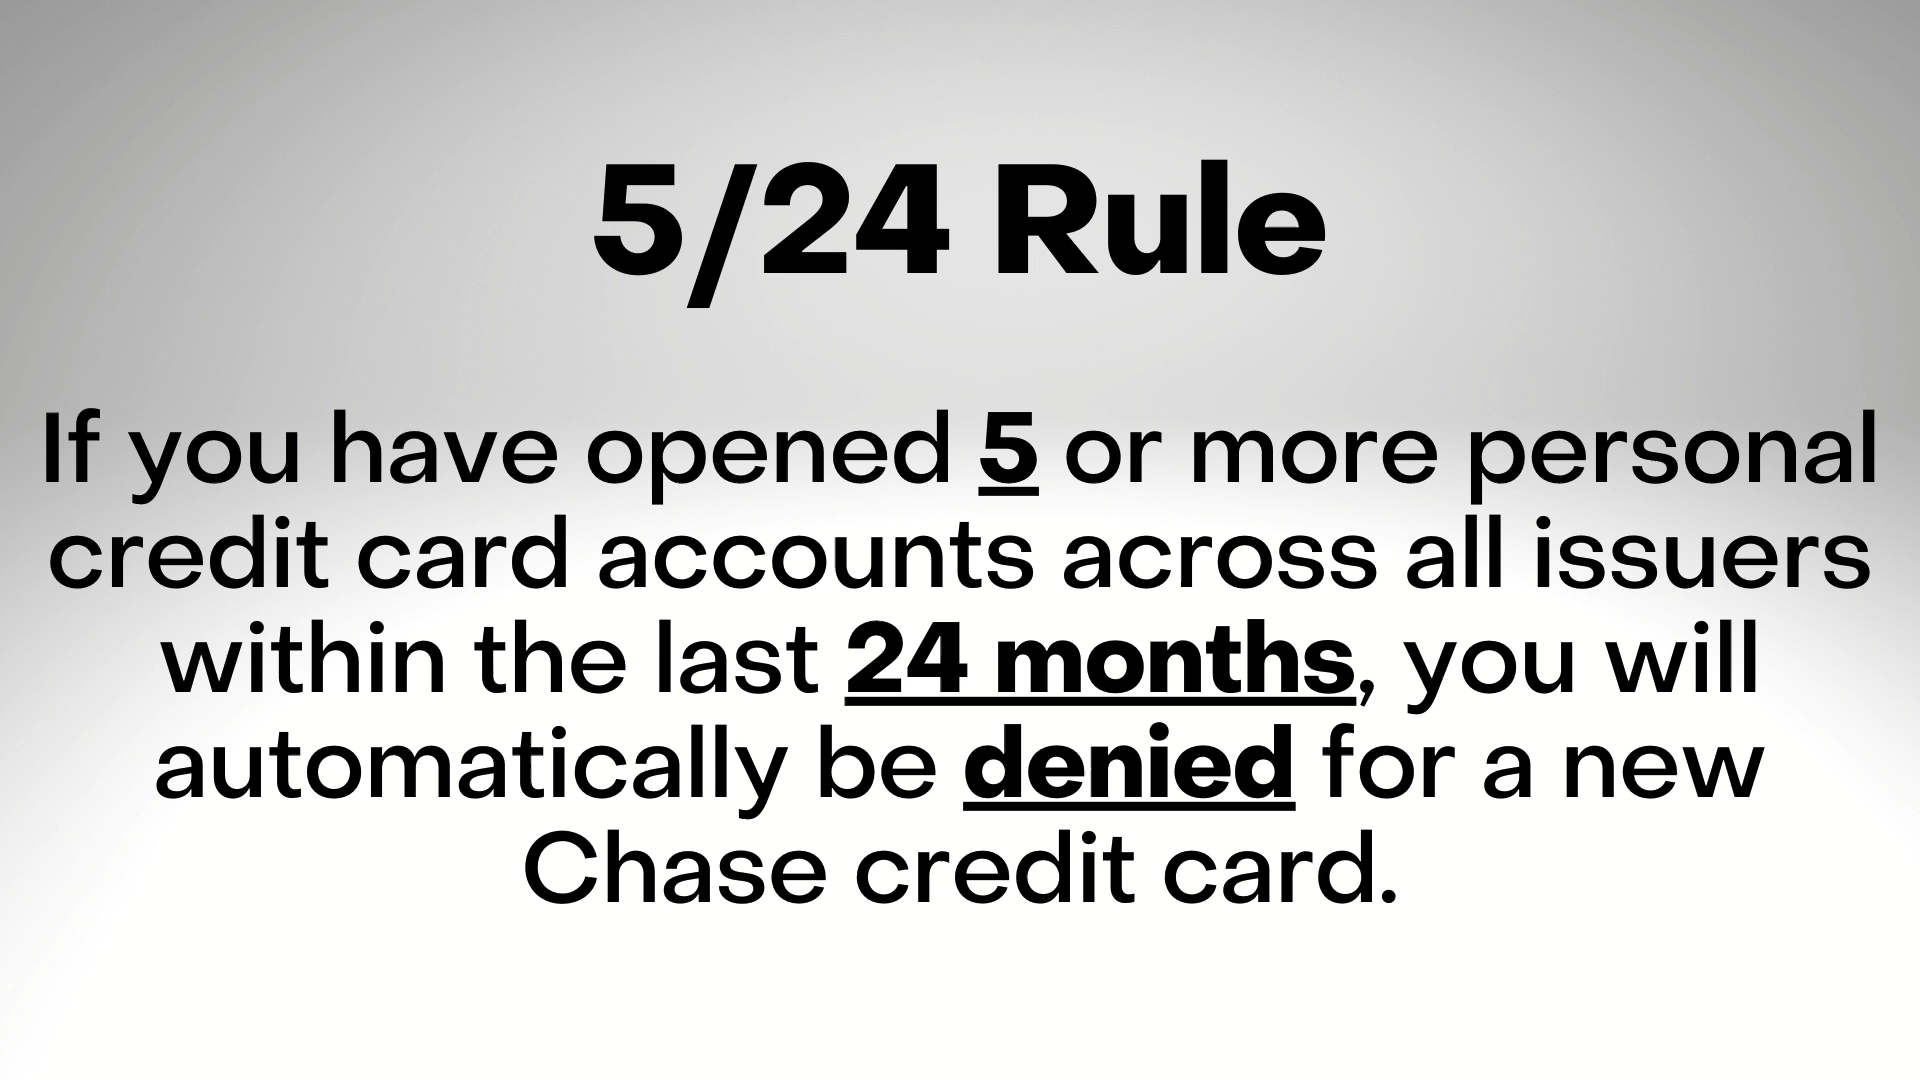 5/24 Rule
If you have opened 5 or more personal
credit card accounts across all issuers
within the last 24 months, you will
automatically be denied for a new
Chase credit card.